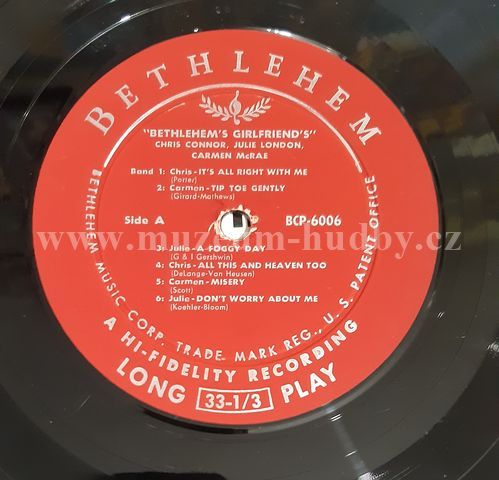 BETHLEHEM
"BETHLEHEM'S GIRLFRIEND'S"
CHRIS CONNOR, JULIE LONDON,
CARMEN McRAE
Band 1: Chris-IT'S ALL RIGHT WITH ME
(Porter)
2: Carmen-TIP TOE GENTLY
(Girard-Mathews)
Side A
BCP-6006
www.muzeum-hudby.cz
3: Julie-A FOGGY DAY
(G & I Gershwin)
4: Chris-ALL THIS AND HEAVEN TOO
(DeLange-Van Heusen)
5: Carmen-MISERY
(Scott)
6: Julie-DON'T WORRY ABOUT ME
(Koehler-Bloom)
BETHLEHEM MUSIC CORP. TRADE MARK REG., U. S. PATENT OFFICE
A HI-FIDELITY RECORDING
LONG 33-1/3 PLAY